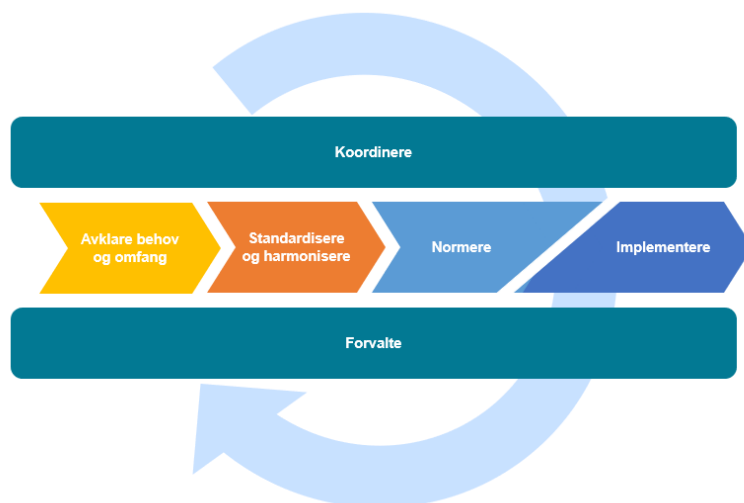 Koordinere
Avklare behov
og omfang
Standardisere
og harmonisere
Normere
Implementere
Forvalte